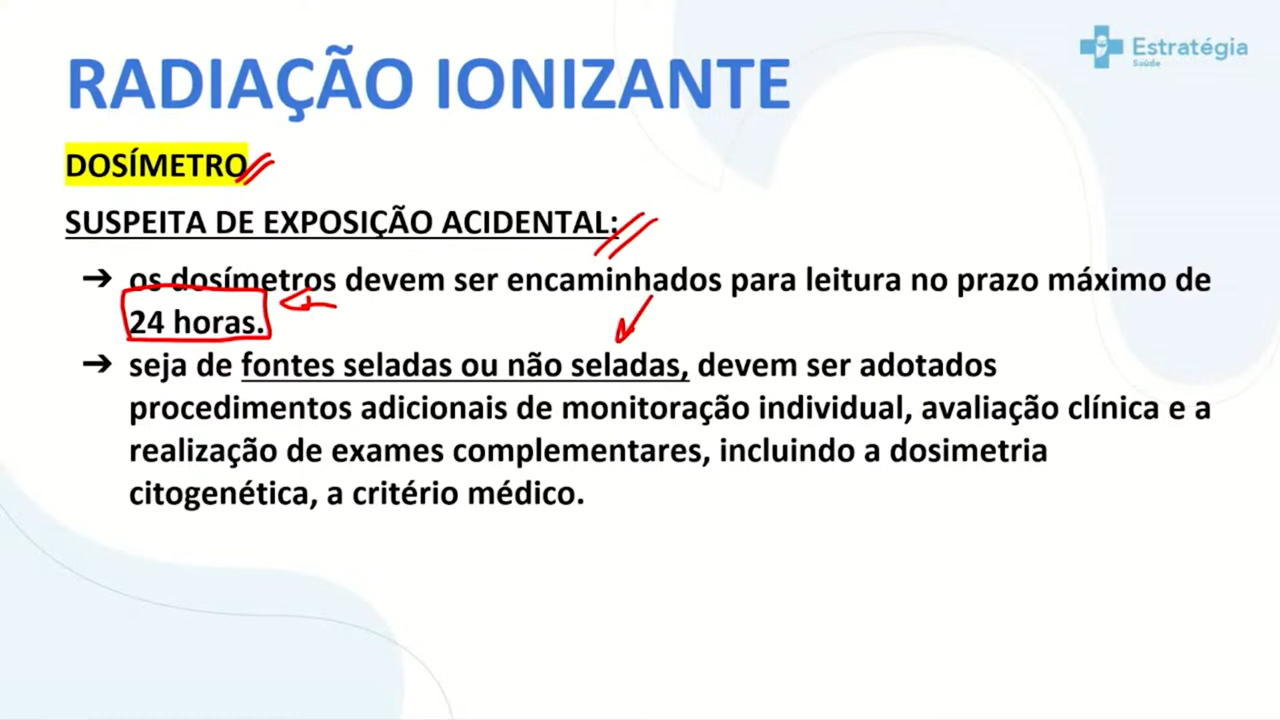 Estratégia
Saúde
RADIAÇÃO IONIZANTE
DOSÍMETRO
SUSPEITA DE EXPOSIÇÃO ACIDENTAL:
➔ os dosímetros devem ser encaminhados para leitura no prazo máximo de
24 horas.
➔ seja de fontes seladas ou não seladas, devem ser adotados
procedimentos adicionais de monitoração individual, avaliação clínica e a
realização de exames complementares, incluindo a dosimetria
citogenética, a critério médico.